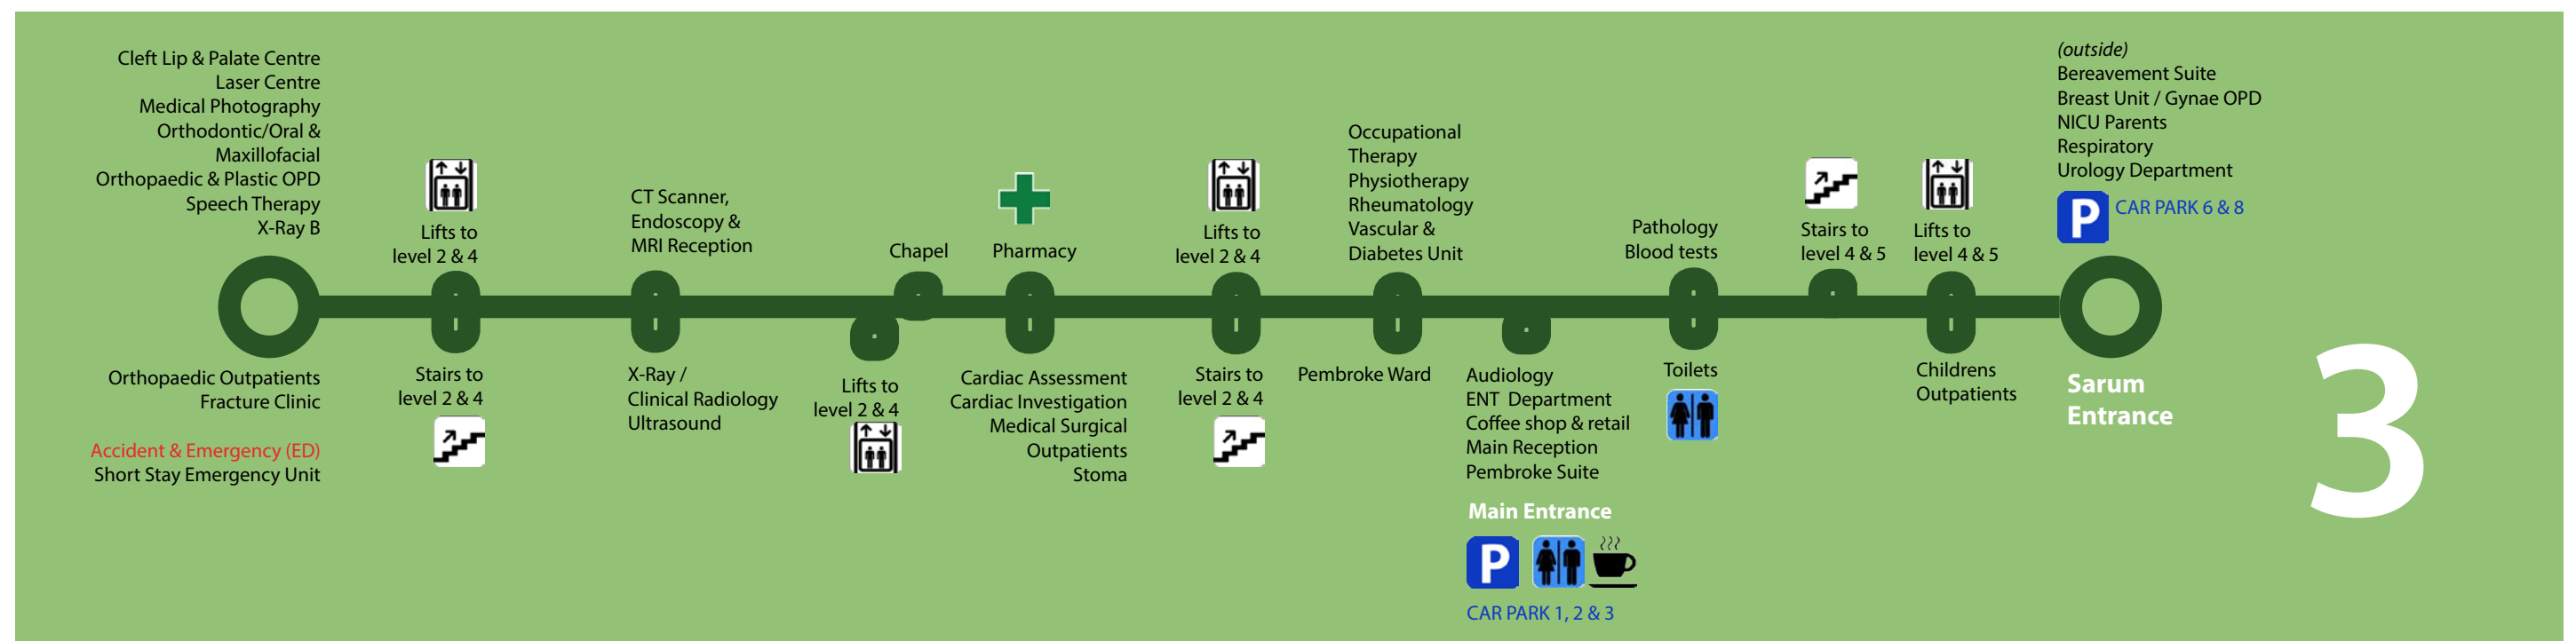 Cleft Lip & Palate Centre
Laser Centre
Medical Photography
Orthodontic/Oral &
Maxillofacial
Orthopaedic & Plastic OPD
Speech Therapy
X-Ray B
Orthopaedic Outpatients
Fracture Clinic
Accident & Emergency (ED)
Short Stay Emergency Unit
Lifts to
level 2 & 4
Stairs to
level 2 & 4
CT Scanner,
Endoscopy &
MRI Reception
X-Ray /
Clinical Radiology
Ultrasound
Lifts to
level 2 & 4
Chapel
Pharmacy
Cardiac Assessment
Cardiac Investigation
Medical Surgical
Outpatients
Stoma
Lifts to
level 2 & 4
Stairs to
level 2 & 4
Occupational
Therapy
Physiotherapy
Rheumatology
Vascular &
Diabetes Unit
Pembroke Ward
Audiology
ENT  Department
Coffee shop & retail
Main Reception
Pembroke Suite
Main Entrance
P
CAR PARK 1, 2 & 3
Pathology
Blood tests
Toilets
Stairs to
level 4 & 5
Lifts to
level 4 & 5
Childrens
Outpatients
(outside)
Bereavement Suite
Breast Unit / Gynae OPD
NICU Parents
Respiratory
Urology Department
P CAR PARK 6 & 8
Sarum
Entrance
3